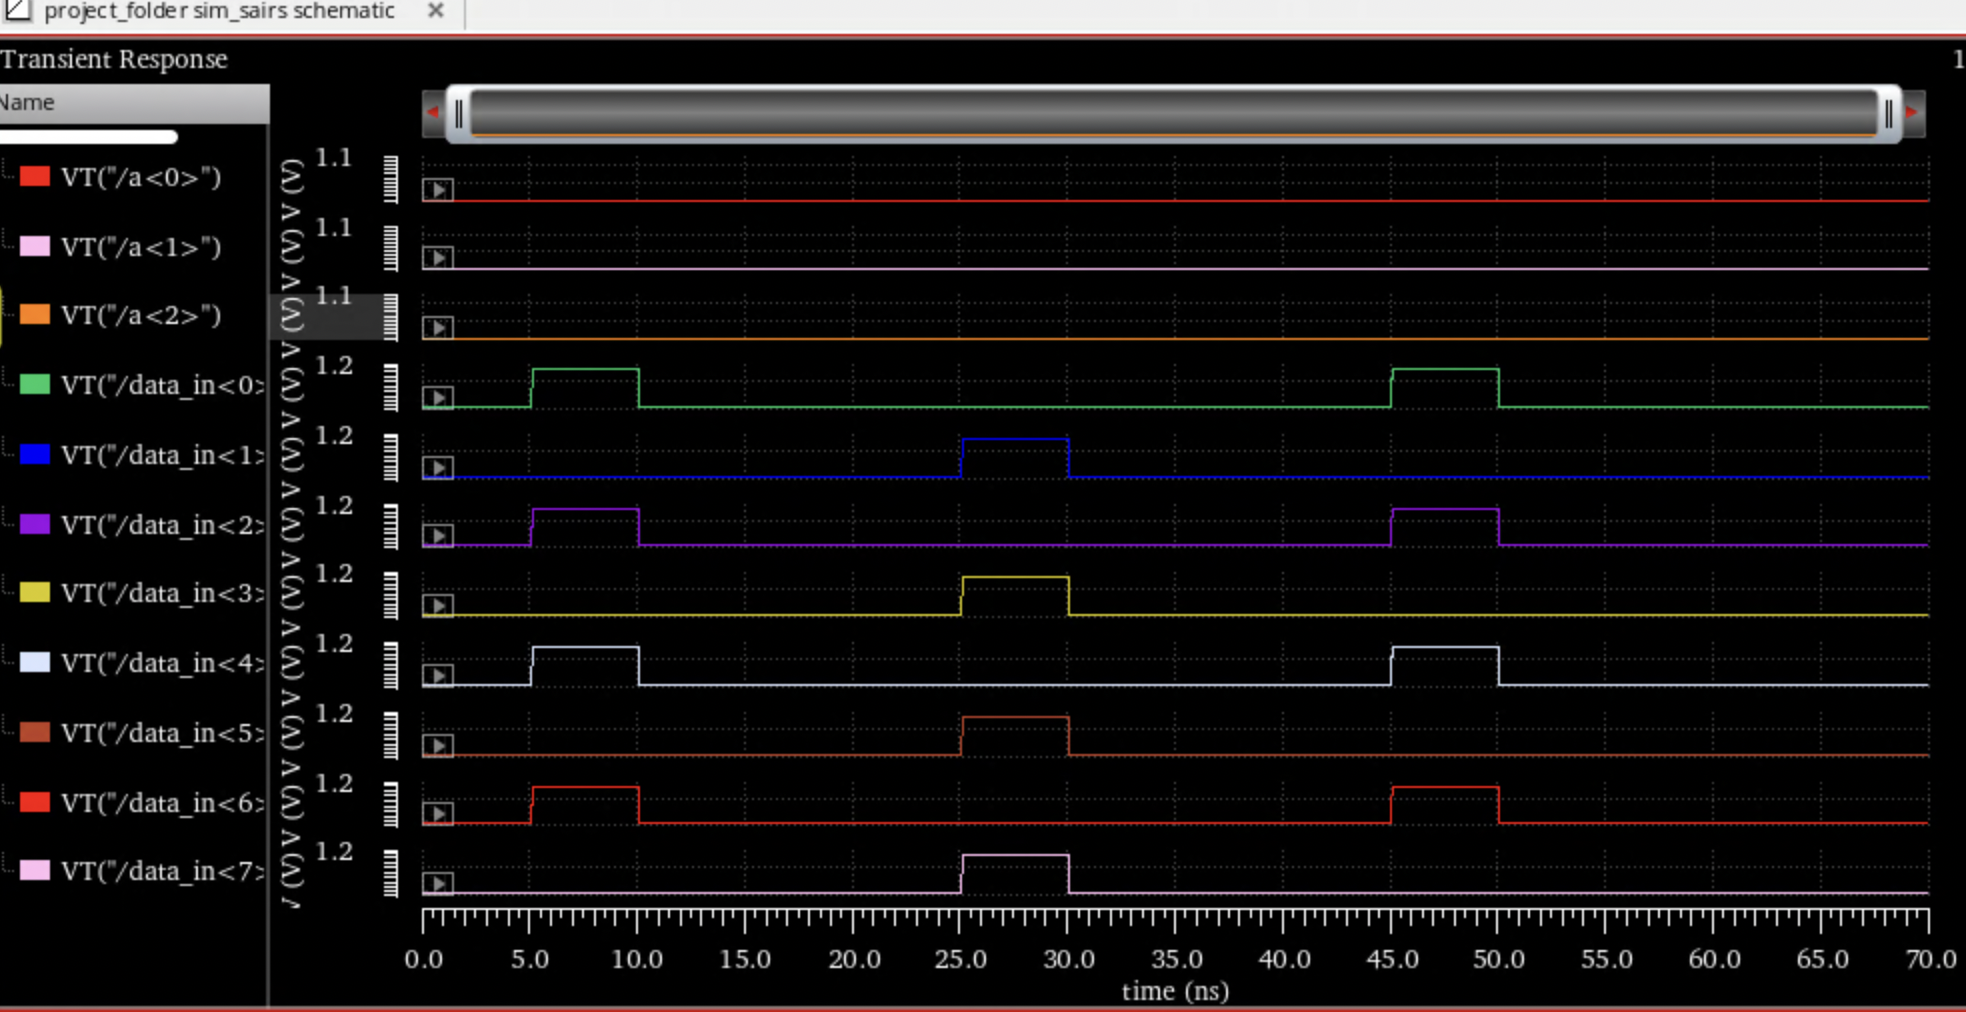 project_folder sim_sairs schematic
Transient Response
1
Name
VT("/a<0>")
V (V)
1.1
VT("/a<1>")
V (V)
1.1
VT("/a<2>")
V (V)
1.1
VT("/data_in<0>
V (V)
1.2
VT("/data_in<1>
V (V)
1.2
VT("/data_in<2>
V (V)
1.2
VT("/data_in<3>
V (V)
1.2
VT("/data_in<4>
V (V)
1.2
VT("/data_in<5>
V (V)
1.2
VT("/data_in<6>
V (V)
1.2
VT("/data_in<7>
V (V)
1.2
0.0 5.0 10.0 15.0 20.0 25.0 30.0 35.0 40.0 45.0 50.0 55.0 60.0 65.0 70.0
time (ns)